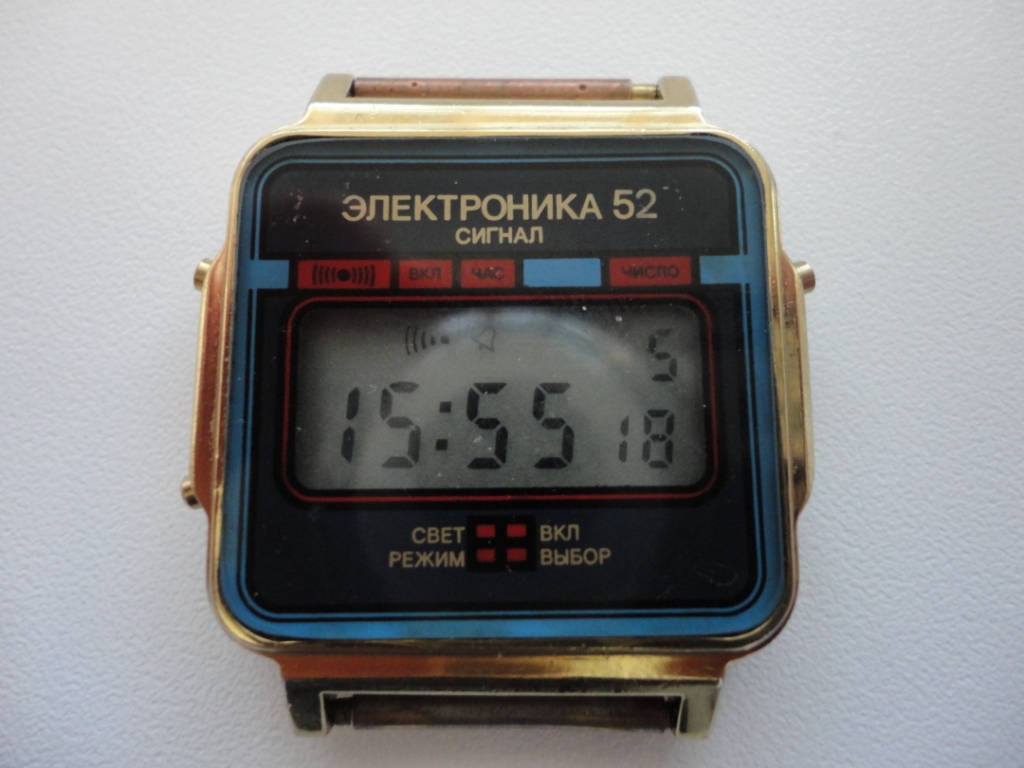 ЭЛЕКТРОНИКА 52
СИГНАЛ
ВКЛ ЧАС ЧИСЛО
5
15:55 18
СВЕТ ВКЛ
РЕЖИМ ВЫБОР